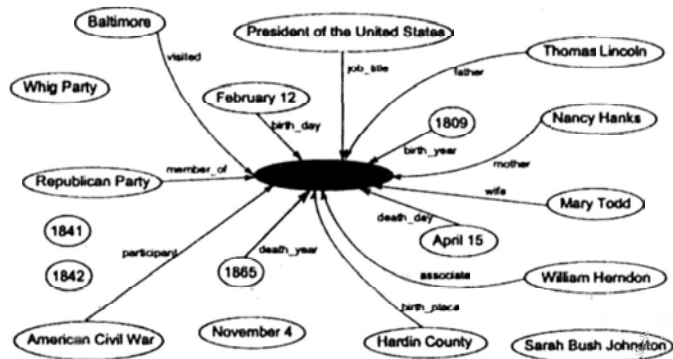 Baltimore
President of the United States
Thomas Lincoln
visited
job_title
father
Whig Party
February 12
birth_day
1809
birth_year
Nancy Hanks
mother
Republican Party
member_of
wife
Mary Todd
death_day
1841
participant
April 15
1842
1865
death_year
associate
William Herndon
birth_place
American Civil War
November 4
Hardin County
Sarah Bush Johnston